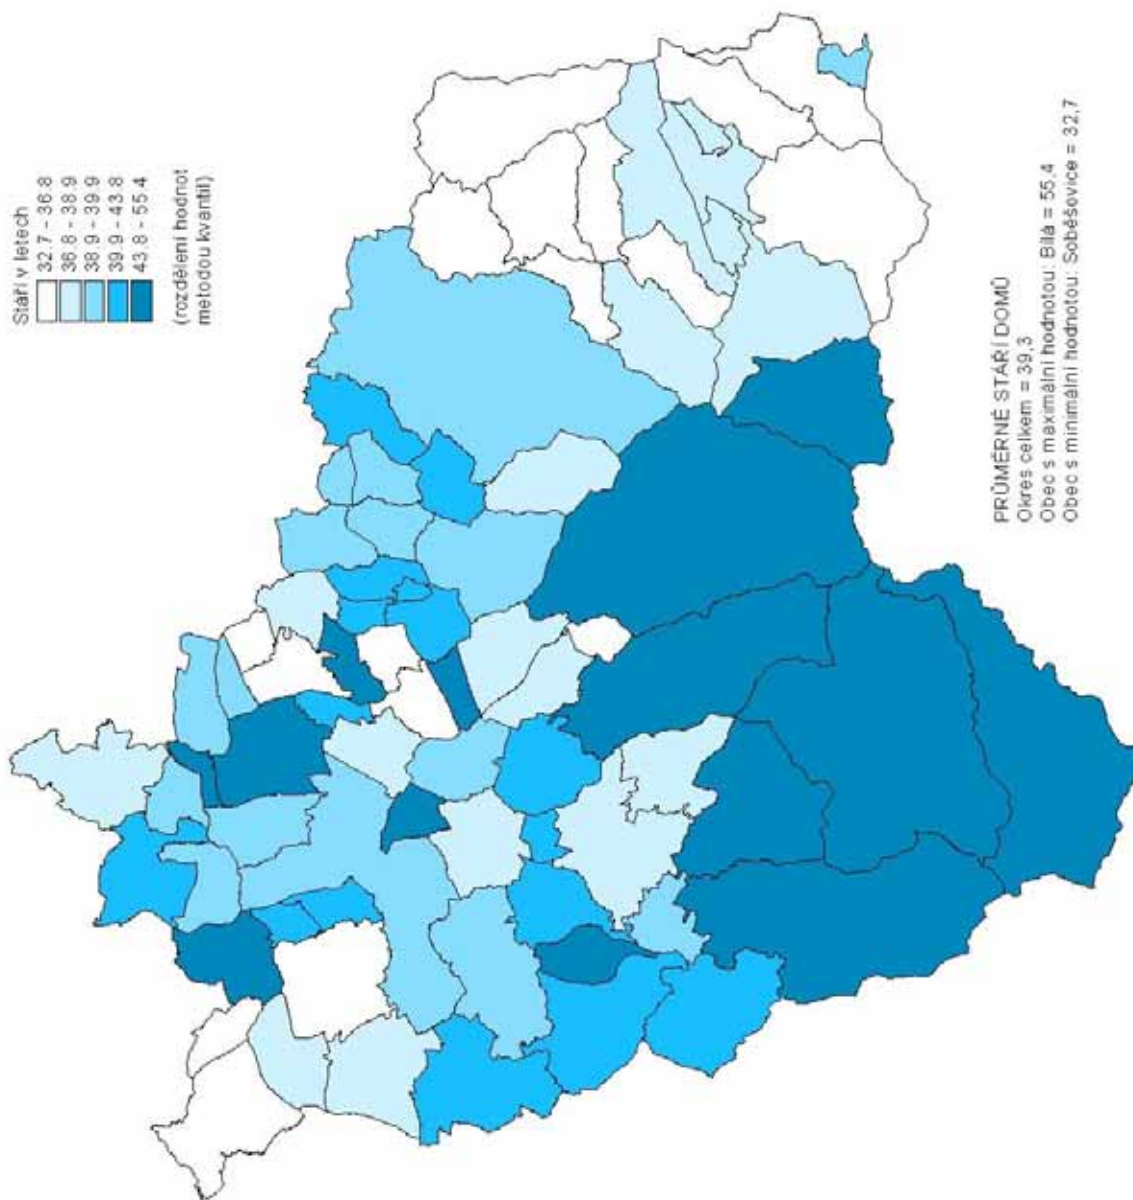 Stáří v letech
32.7 - 36.8
36.8 - 38.9
38.9 - 39.9
39.9 - 43.8
43.8 - 55.4
(rozdělení hodnot
metodou kvantil)
PRŮMĚRNÉ STÁŘÍ DOMŮ
Okres celkem = 39,3
Obec s maximální hodnotou: Bílá = 55,4
Obec s minimální hodnotou: Soběšovice = 32,7